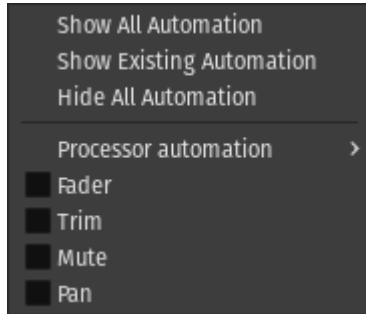 Show All Automation
Show Existing Automation
Hide All Automation
Processor automation
Fader
Trim
Mute
Pan